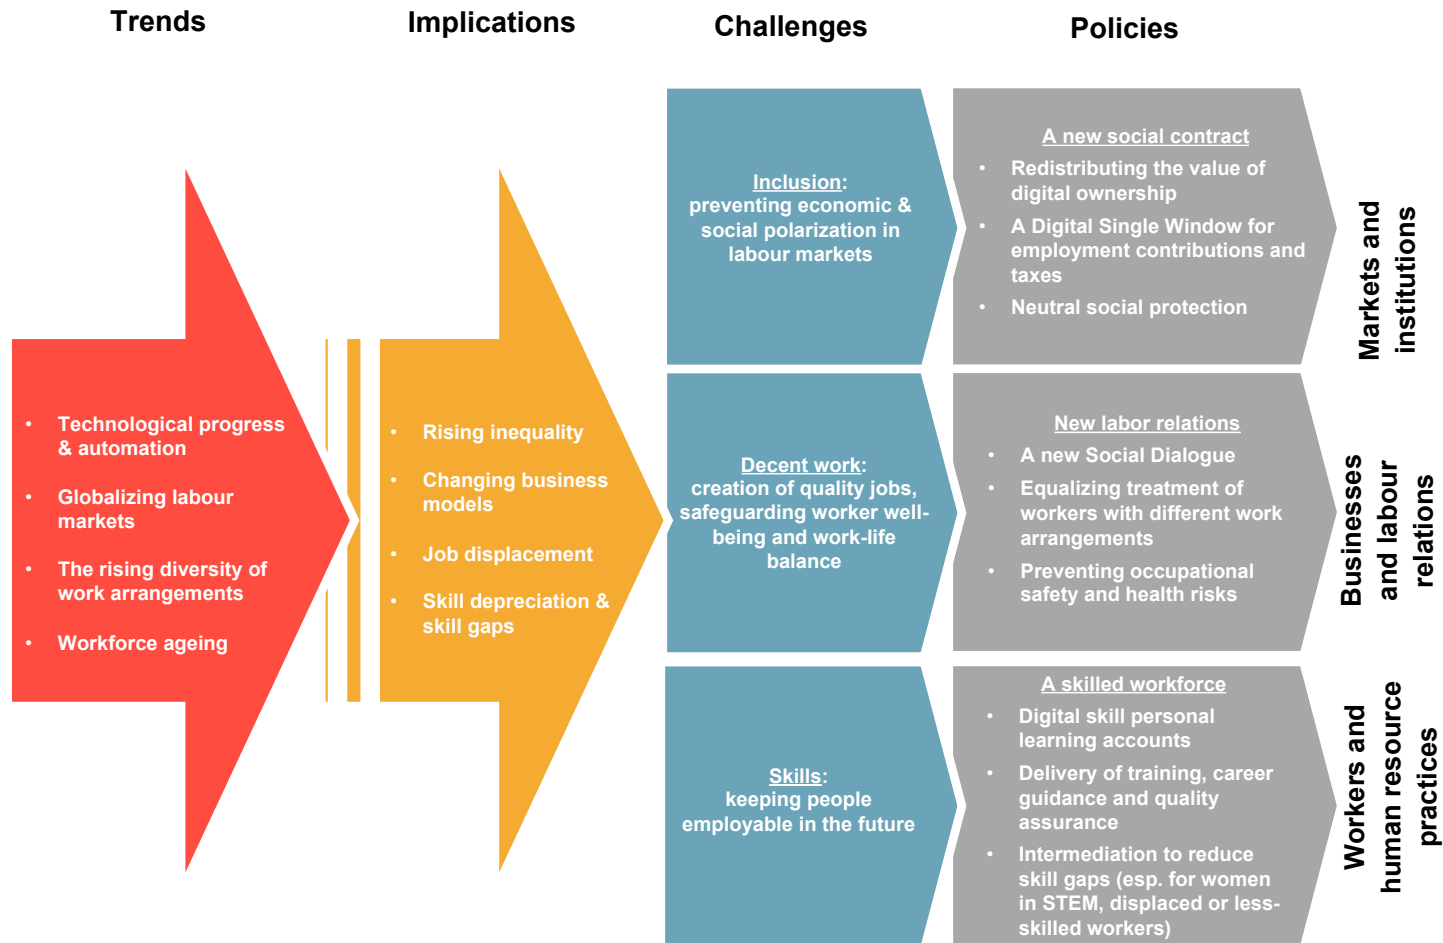 Trends
Implications
Challenges
Policies
• Technological progress
& automation
• Globalizing labour
markets
• The rising diversity of
work arrangements
• Workforce ageing
• Rising inequality
• Changing business
models
• Job displacement
• Skill depreciation &
skill gaps
Inclusion:
preventing economic &
social polarization in
labour markets
A new social contract
• Redistributing the value of
digital ownership
• A Digital Single Window for
employment contributions and
taxes
• Neutral social protection
Markets and
institutions
Decent work:
creation of quality jobs,
safeguarding worker well-
being and work-life
balance
New labor relations
• A new Social Dialogue
• Equalizing treatment of
workers with different work
arrangements
• Preventing occupational
safety and health risks
Businesses
and labour
relations
Skills:
keeping people
employable in the future
A skilled workforce
• Digital skill personal
learning accounts
• Delivery of training, career
guidance and quality
assurance
• Intermediation to reduce
skill gaps (esp. for women
in STEM, displaced or less-
skilled workers)
Workers and
human resource
practices